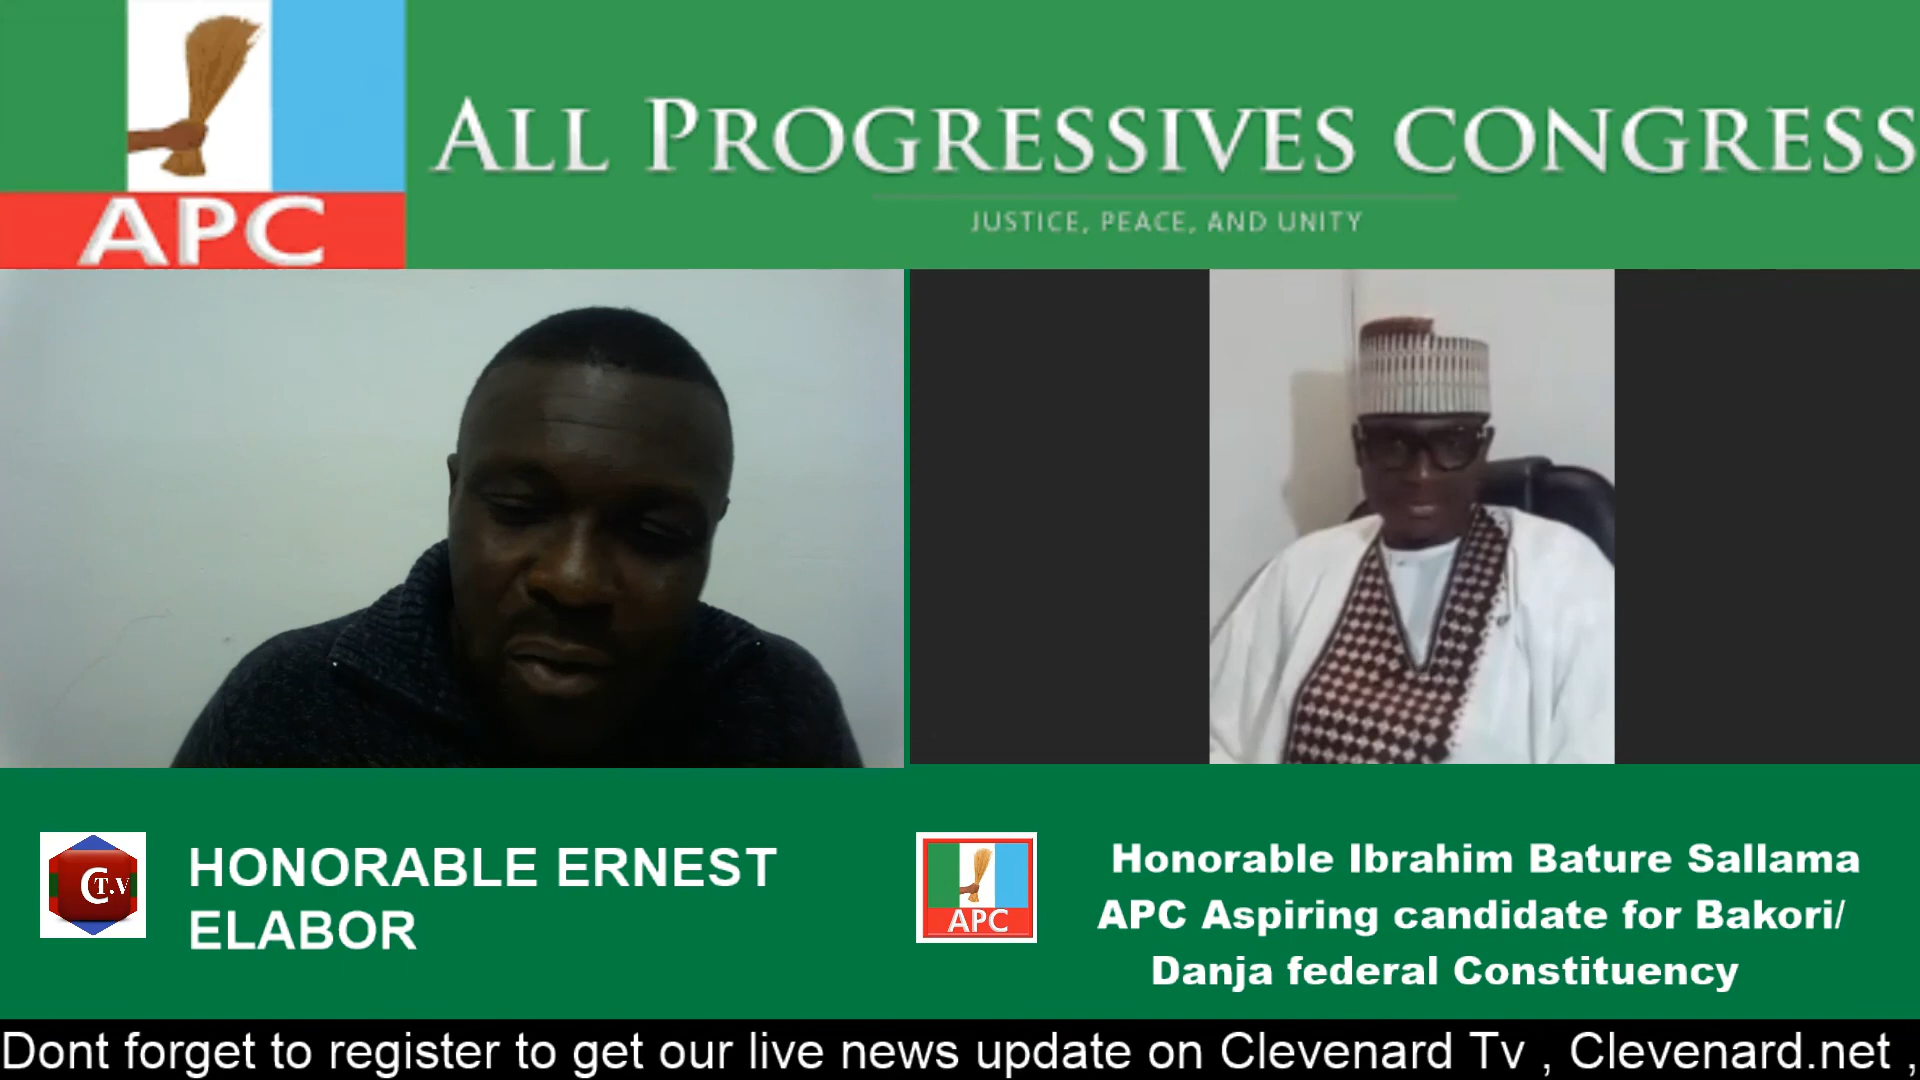 ALL PROGRESSIVES CONGRESS
JUSTICE, PEACE, AND UNITY
APC
CT.V
HONORABLE ERNEST
ELABOR
APC
Honorable Ibrahim Bature Sallama
APC Aspiring candidate for Bakori/
Danja federal Constituency
Dont forget to register to get our live news update on Clevenard Tv , Clevenard.net ,